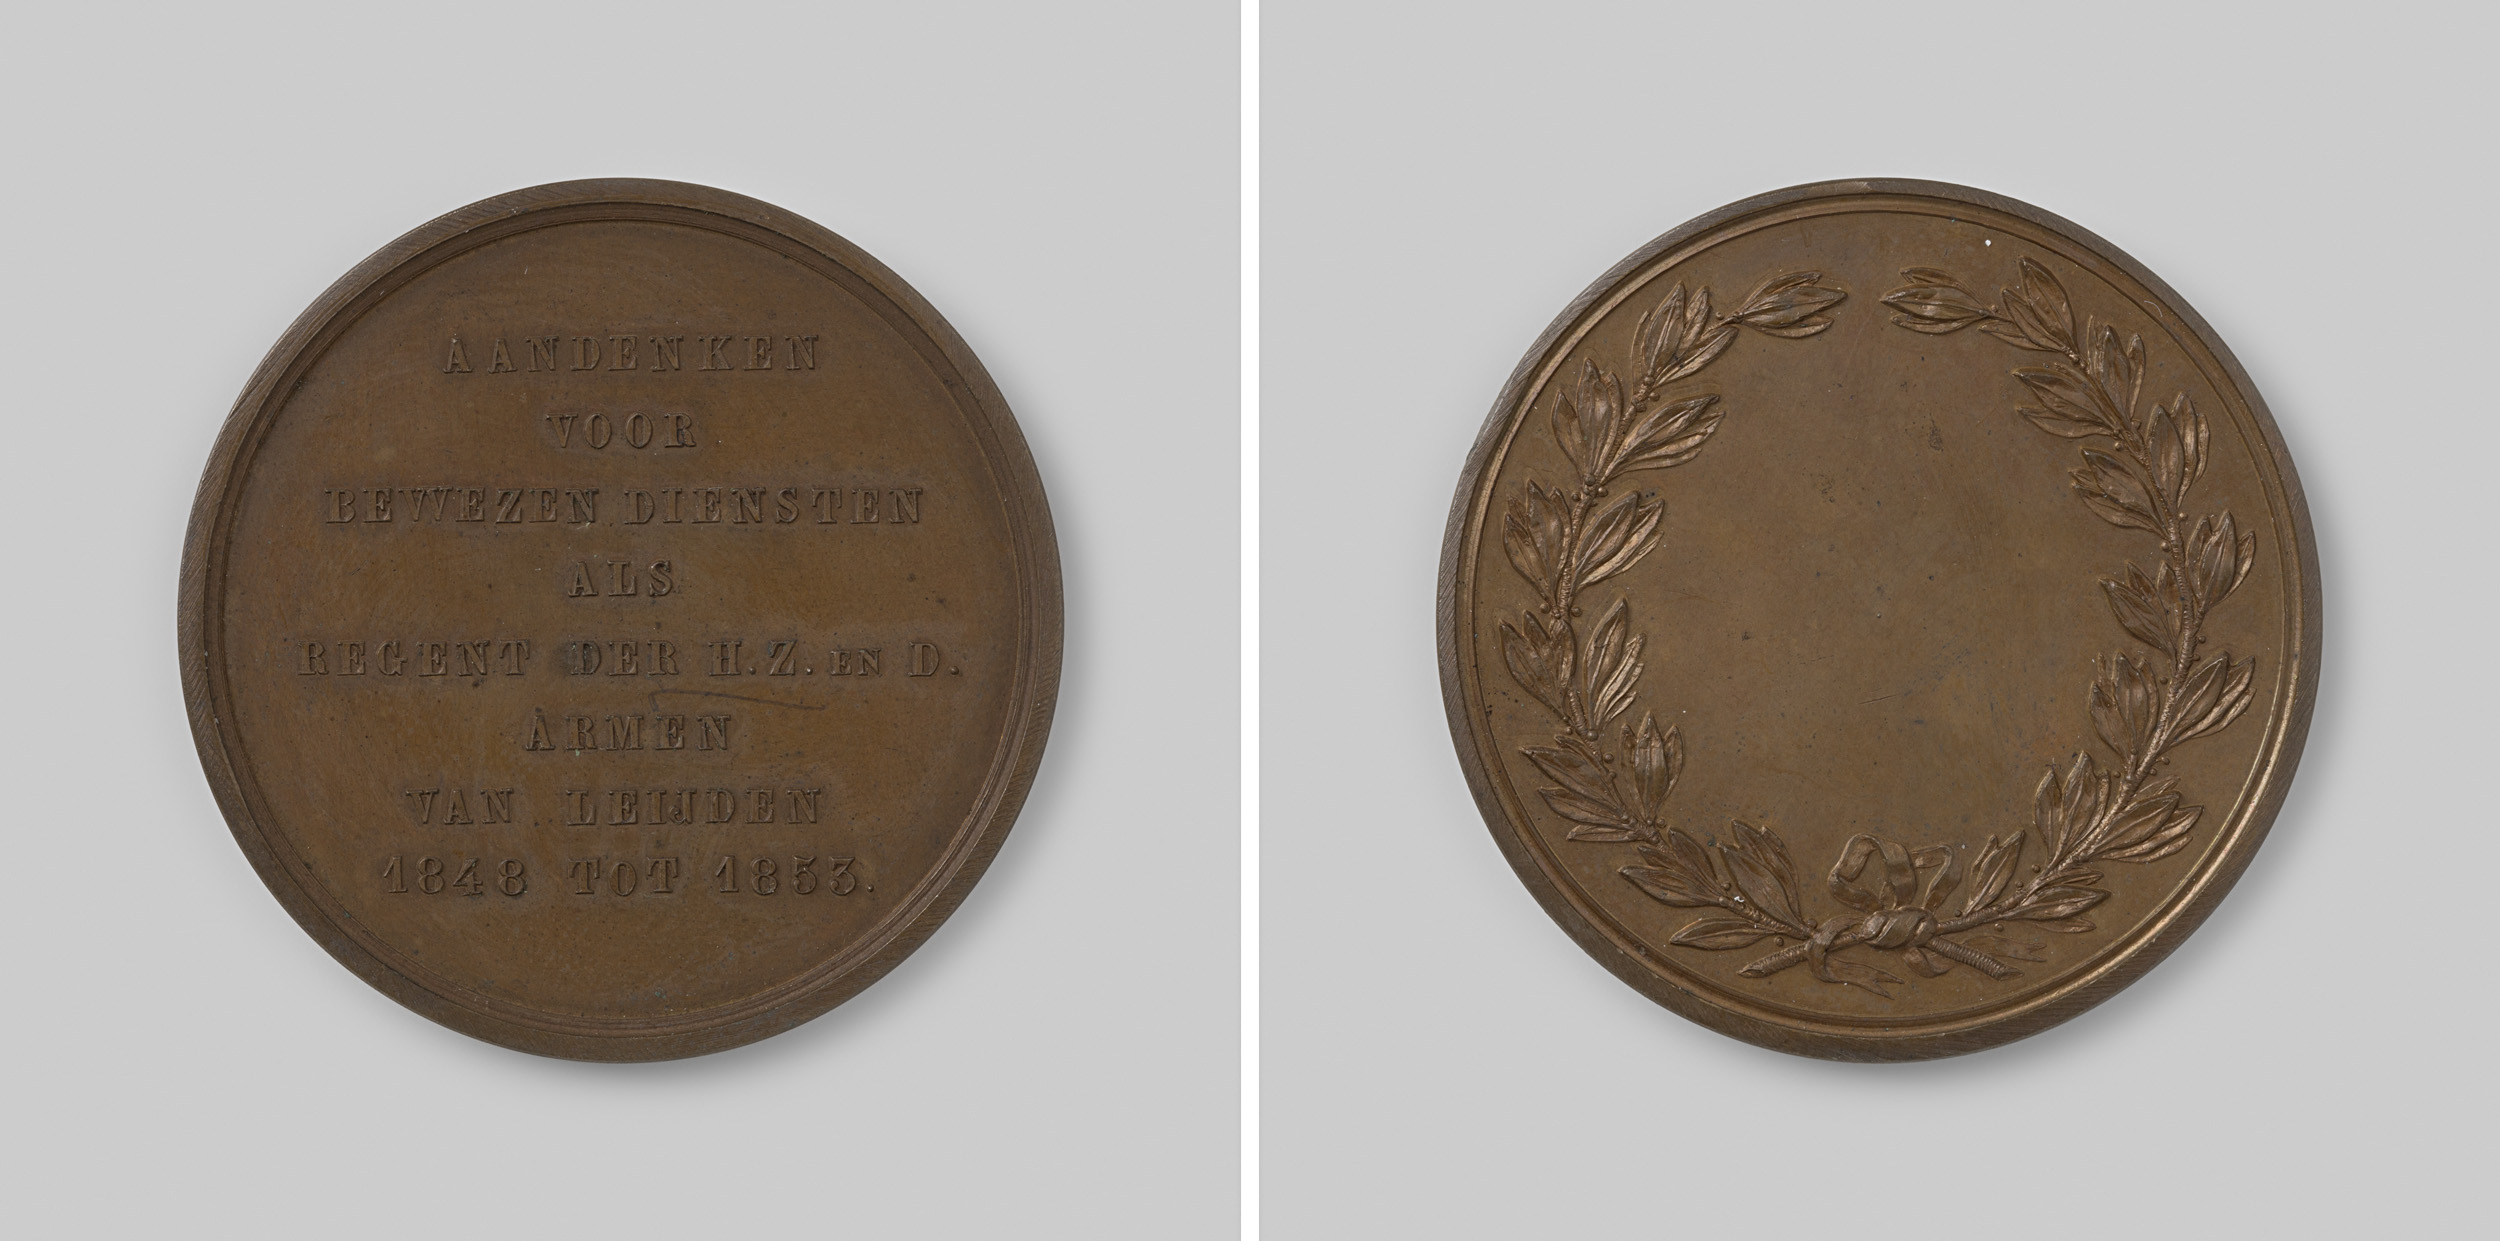 AANDENKEN
VOOR
BEWEZEN DIENSTEN
ALS
REGENT DER H.Z. EN D.
ARMEN
VAN LEIJDEN
1848 TOT 1853.